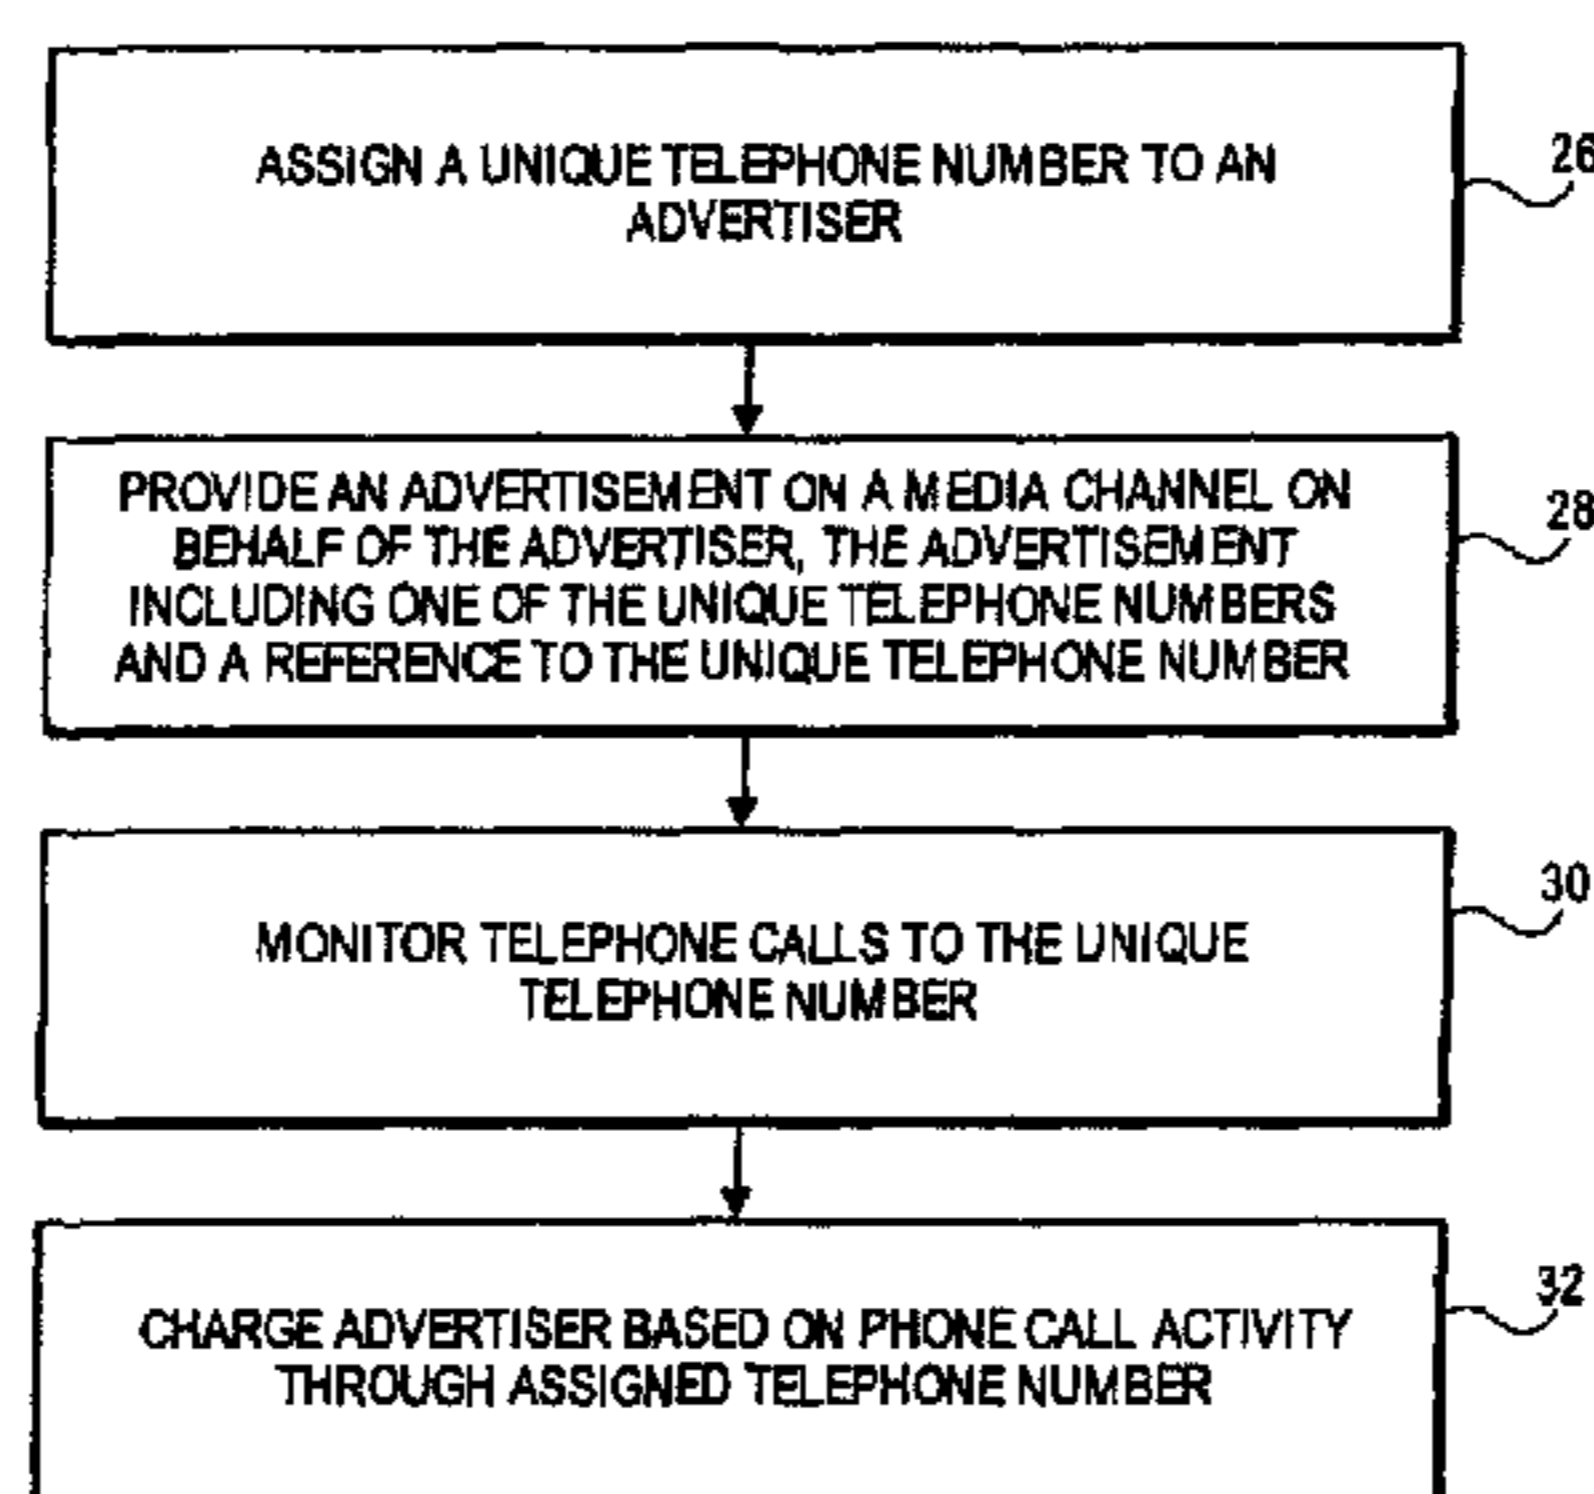 ASSIGN A UNIQUE TELEPHONE NUMBER TO AN
ADVERTISER
26
PROVIDE AN ADVERTISEMENT ON A MEDIA CHANNEL ON
BEHALF OF THE ADVERTISER, THE ADVERTISEMENT
INCLUDING ONE OF THE UNIQUE TELEPHONE NUMBERS
AND A REFERENCE TO THE UNIQUE TELEPHONE NUMBER
28
MONITOR TELEPHONE CALLS TO THE UNIQUE
TELEPHONE NUMBER
30
CHARGE ADVERTISER BASED ON PHONE CALL ACTIVITY
THROUGH ASSIGNED TELEPHONE NUMBER
32